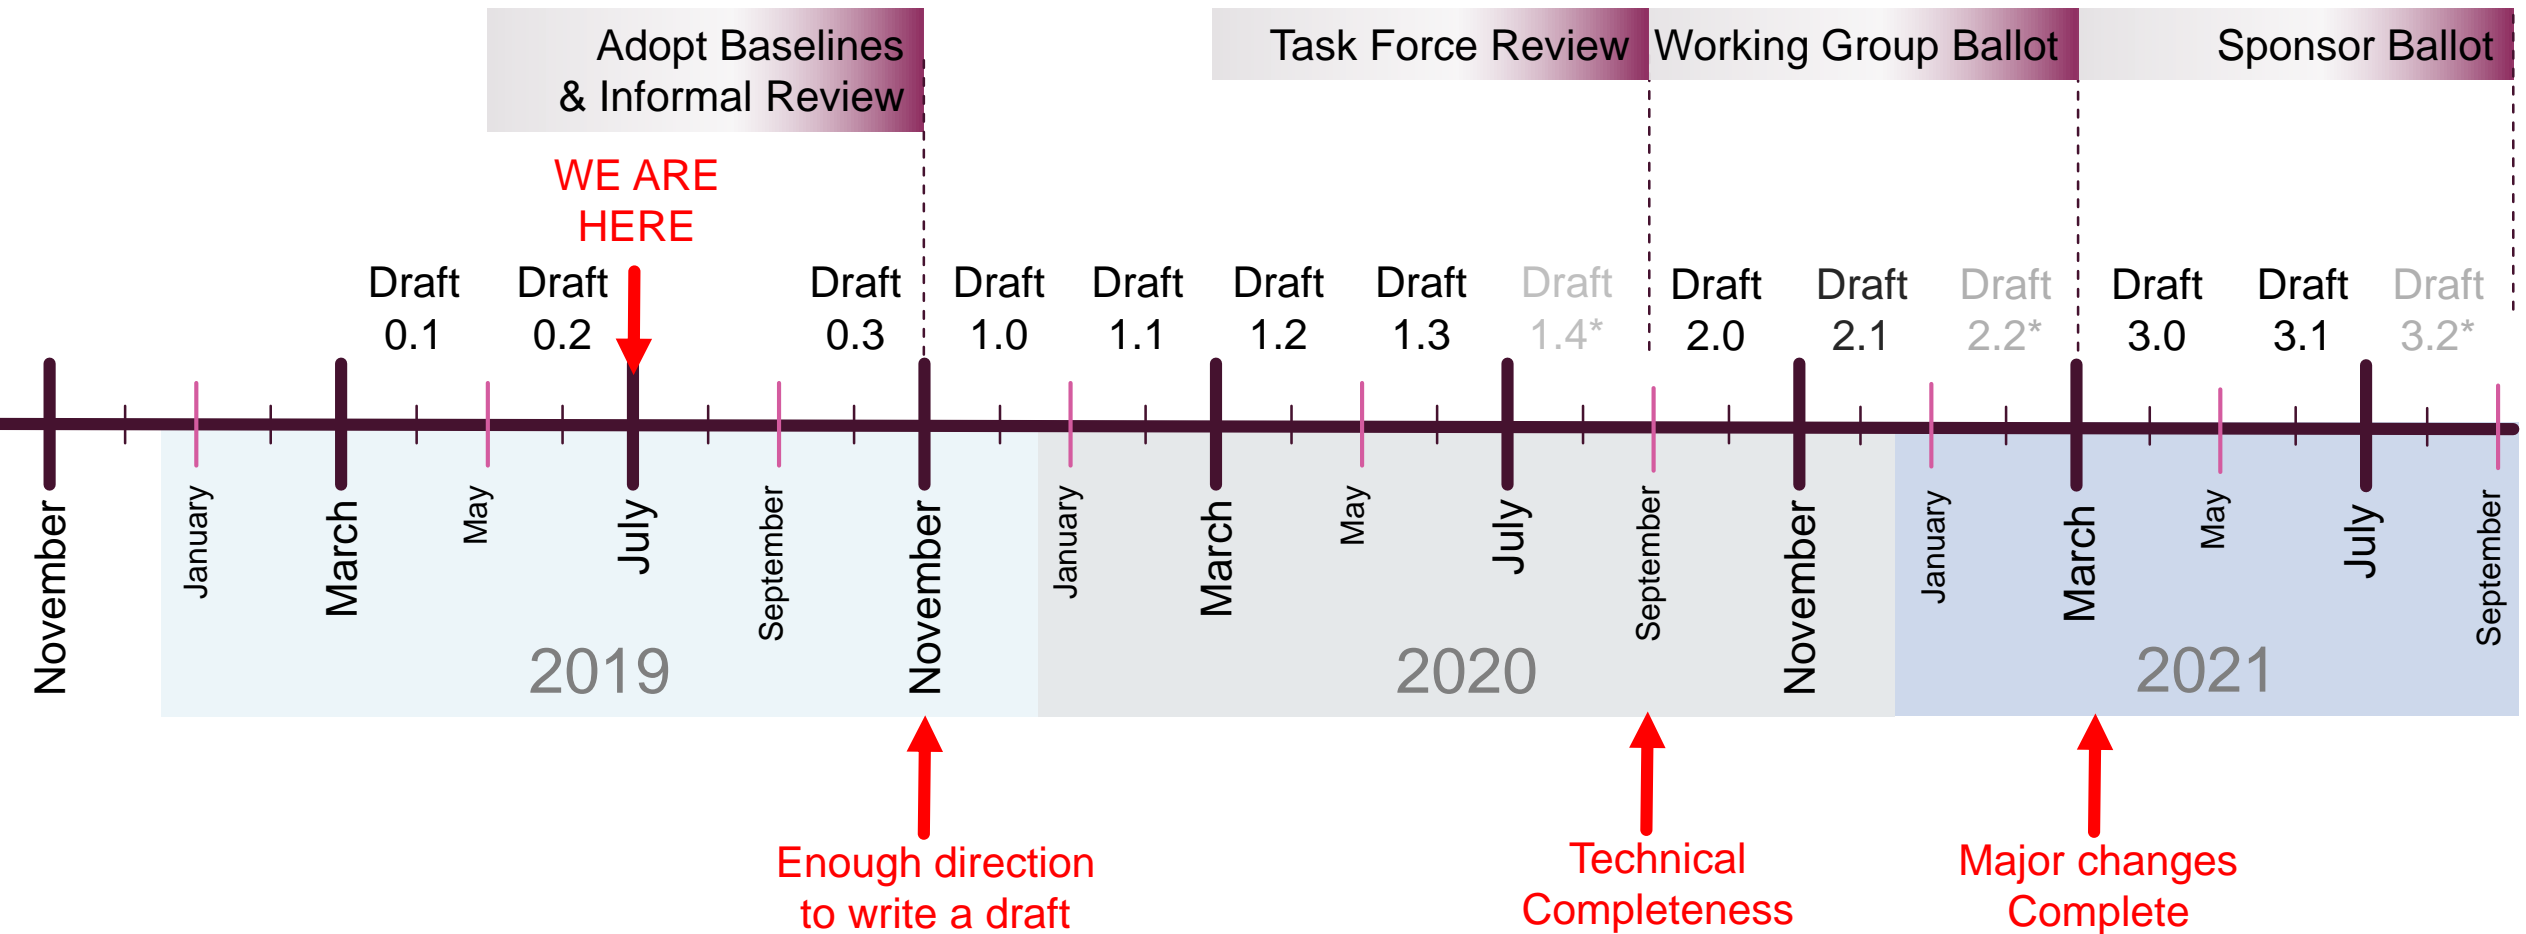 Adopt Baselines
& Informal Review
Task Force Review
Working Group Ballot
Sponsor Ballot
WE ARE
HERE
Draft
0.1
Draft
0.2
Draft
0.3
Draft
1.0
Draft
1.1
Draft
1.2
Draft
1.3
Draft
1.4*
Draft
2.0
Draft
2.1
Draft
2.2*
Draft
3.0
Draft
3.1
Draft
3.2*
November
January
March
May
July
September
November
January
March
May
July
September
November
January
March
May
July
September
2019
2020
2021
Enough direction
to write a draft
Technical
Completeness
Major changes
Complete